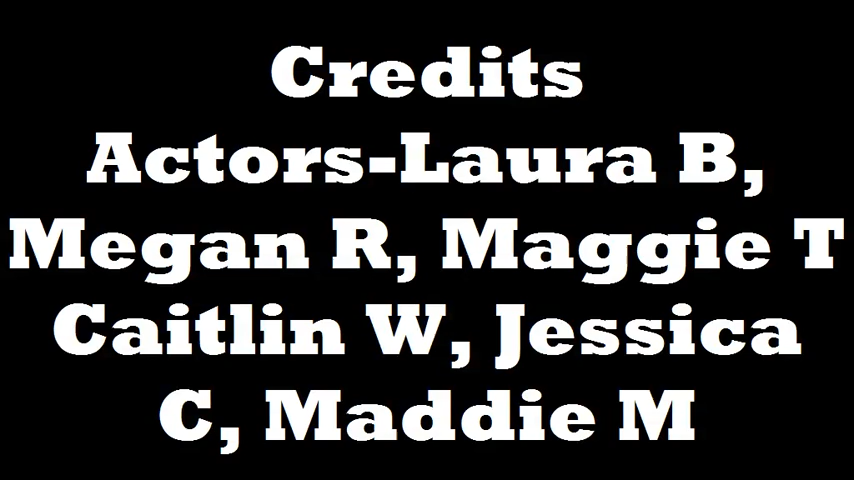 Credits
Actors-Laura B,
Megan R, Maggie T
Caitlin W, Jessica
C, Maddie M